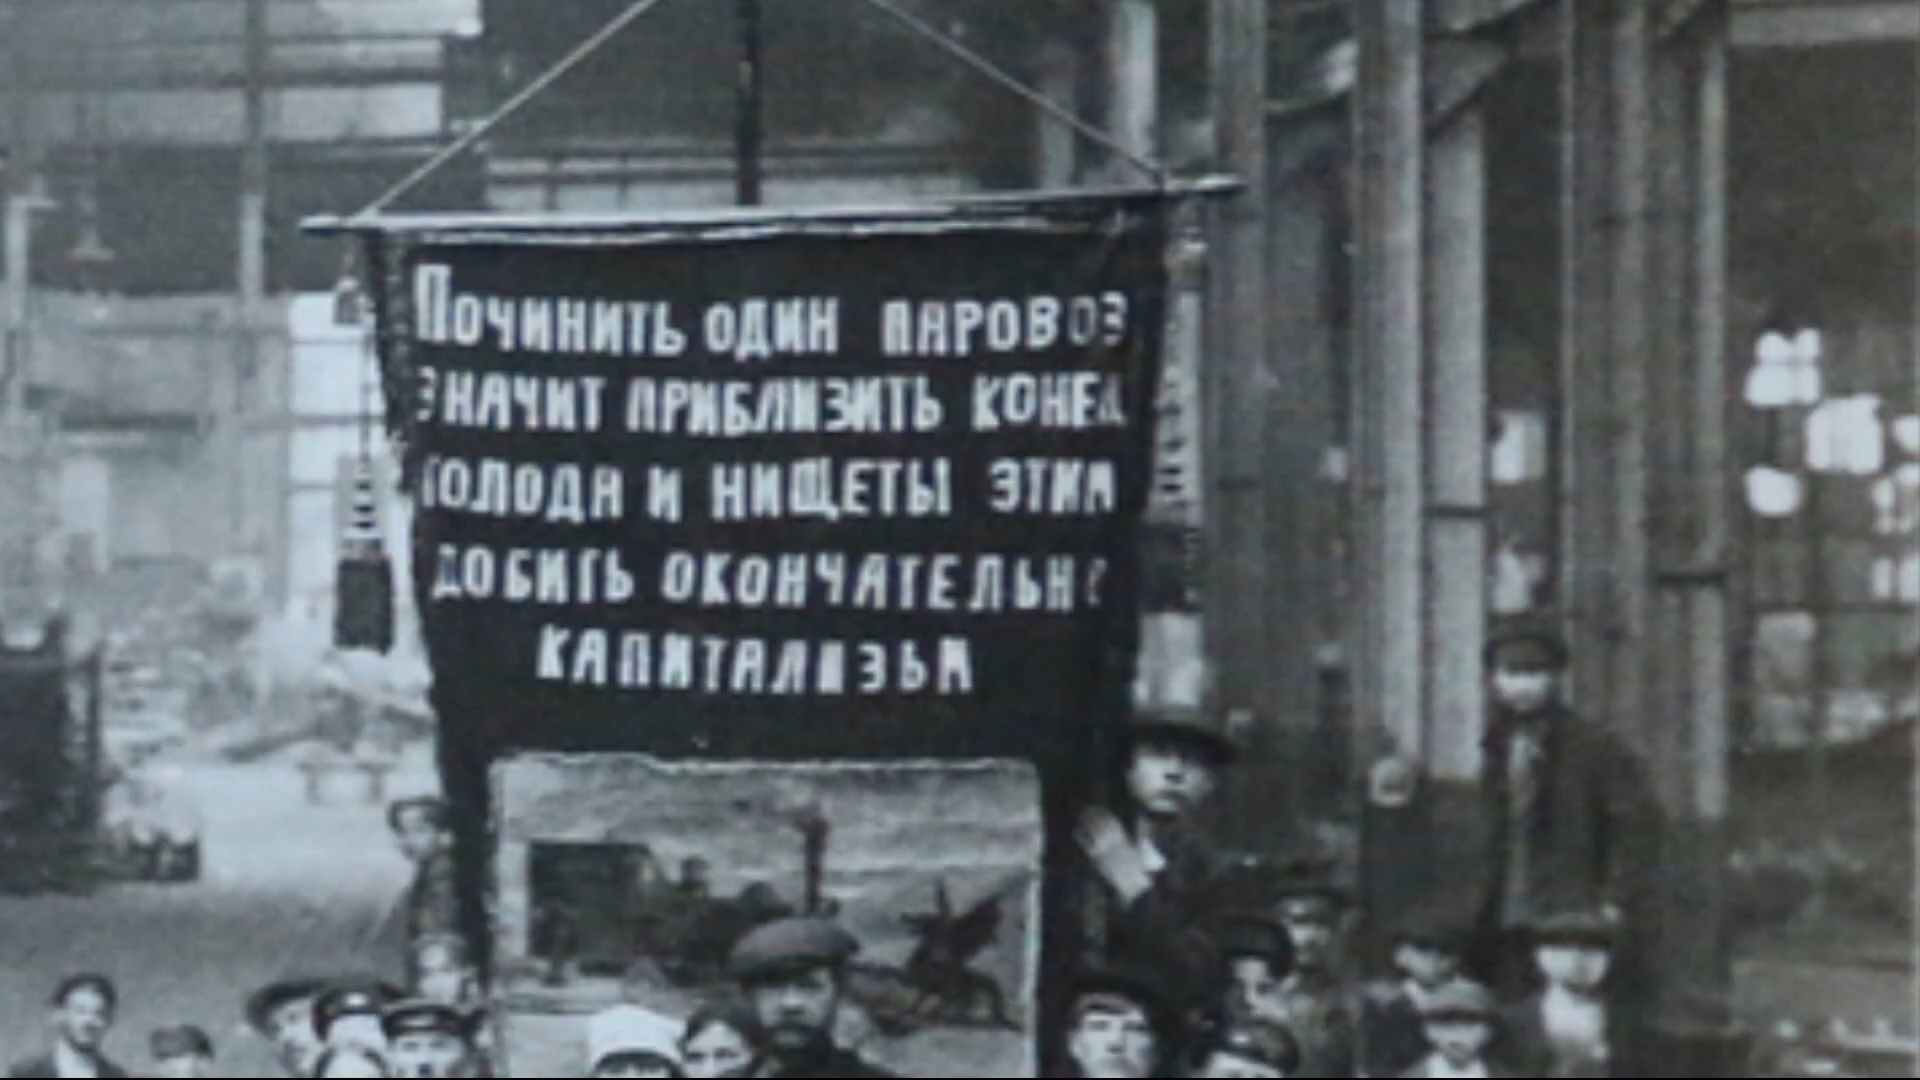 Починить один паровоз
значит приблизить конец
голода и нищеты этим
добить окончательно
капитализьм